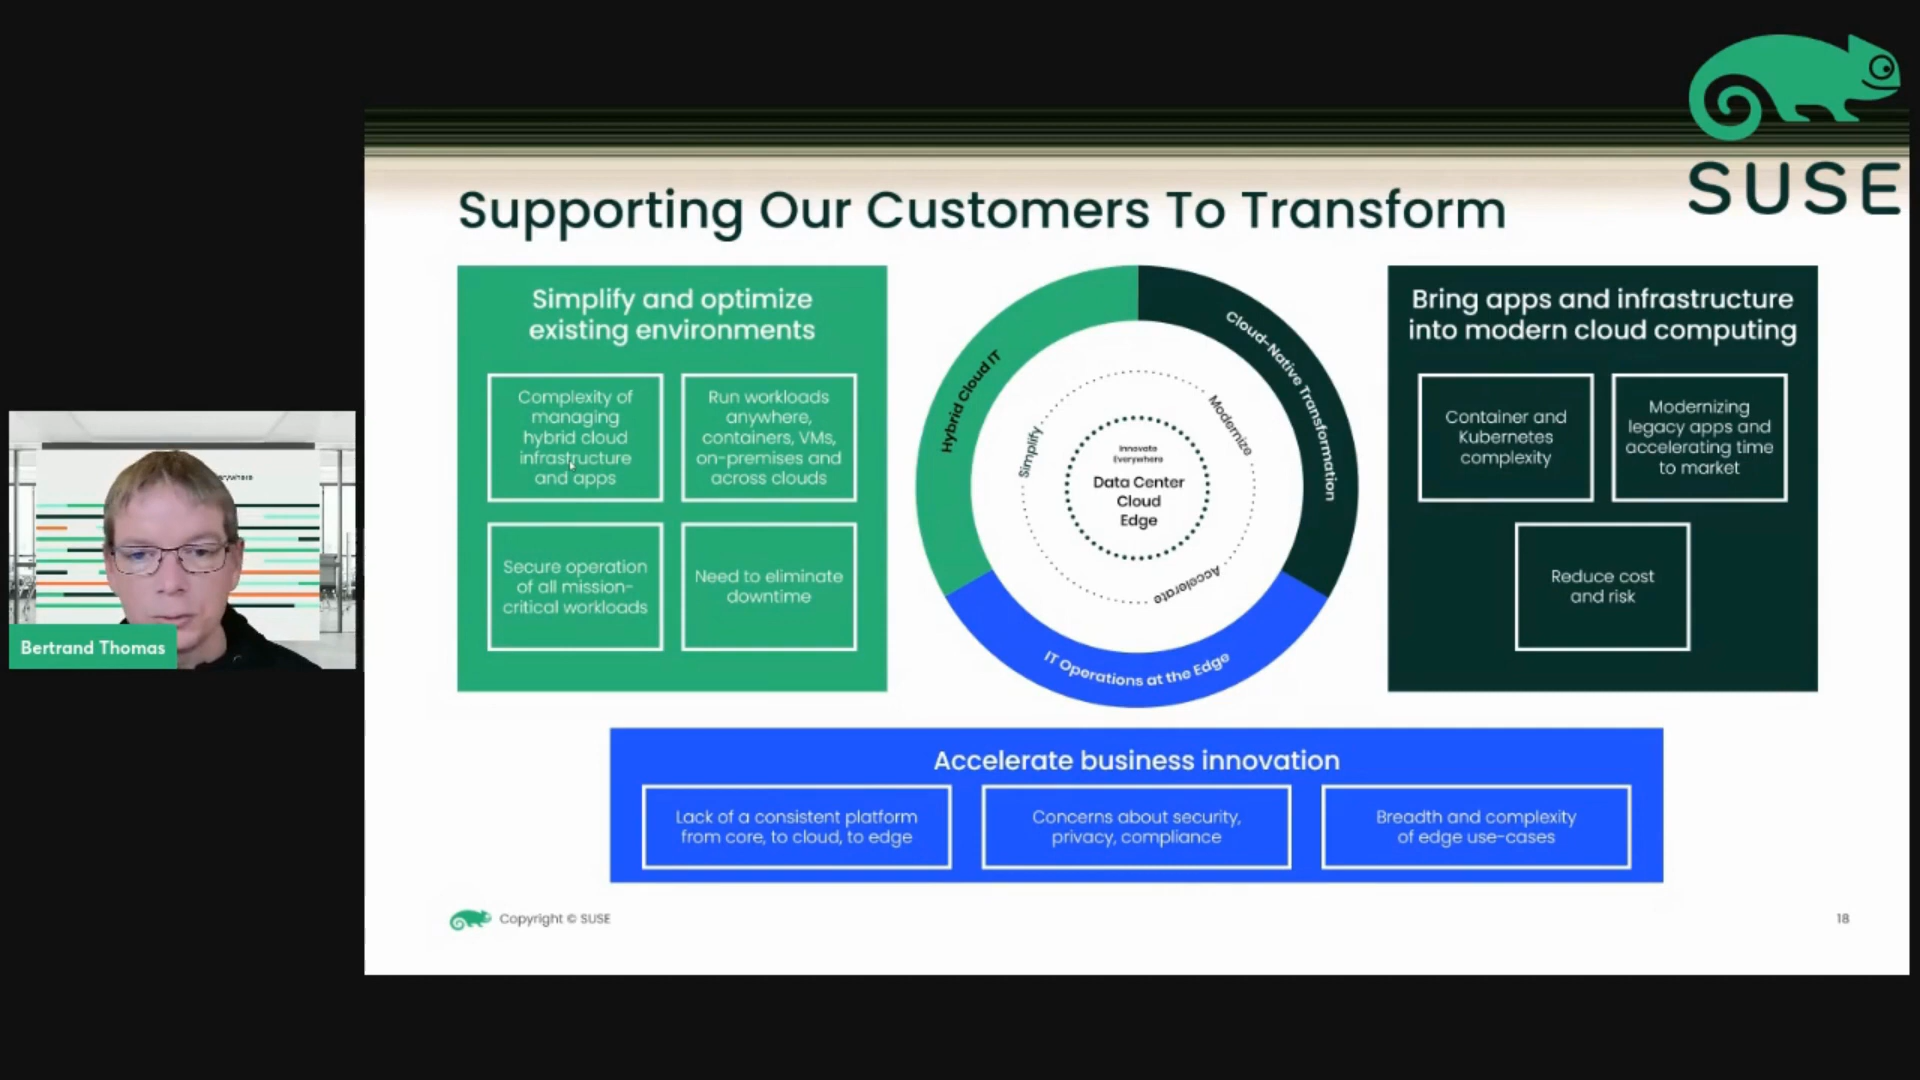 SUSE
Supporting Our Customers To Transform
Simplify and optimize
existing environments
Complexity of
managing
hybrid cloud
infrastructure
and apps
Run workloads
anywhere,
containers, VMs,
on-premises and
across clouds
Secure operation
of all mission-
critical workloads
Need to eliminate
downtime
Hybrid Cloud IT
Cloud-Native Transformation
IT Operations at the Edge
Simplify
Modernize
Accelerate
Innovate
Everywhere
Data Center
Cloud
Edge
Bring apps and infrastructure
into modern cloud computing
Container and
Kubernetes
complexity
Modernizing
legacy apps and
accelerating time
to market
Reduce cost
and risk
Accelerate business innovation
Lack of a consistent platform
from core, to cloud, to edge
Concerns about security,
privacy, compliance
Breadth and complexity
of edge use-cases
Copyright © SUSE
18
Bertrand Thomas